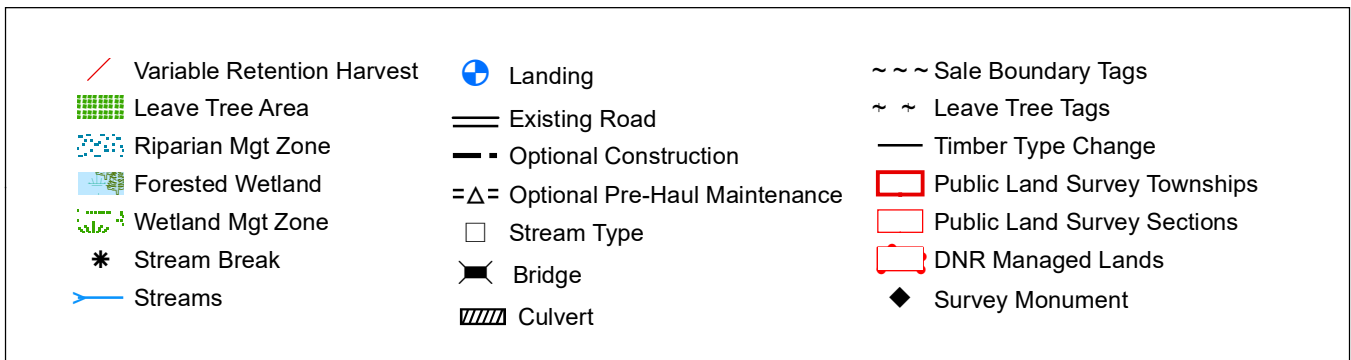 Variable Retention Harvest
Leave Tree Area
Riparian Mgt Zone
Forested Wetland
Wetland Mgt Zone
Stream Break
Streams
Landing
Existing Road
Optional Construction
Optional Pre-Haul Maintenance
Stream Type
Bridge
Culvert
Sale Boundary Tags
Leave Tree Tags
Timber Type Change
Public Land Survey Townships
Public Land Survey Sections
DNR Managed Lands
Survey Monument